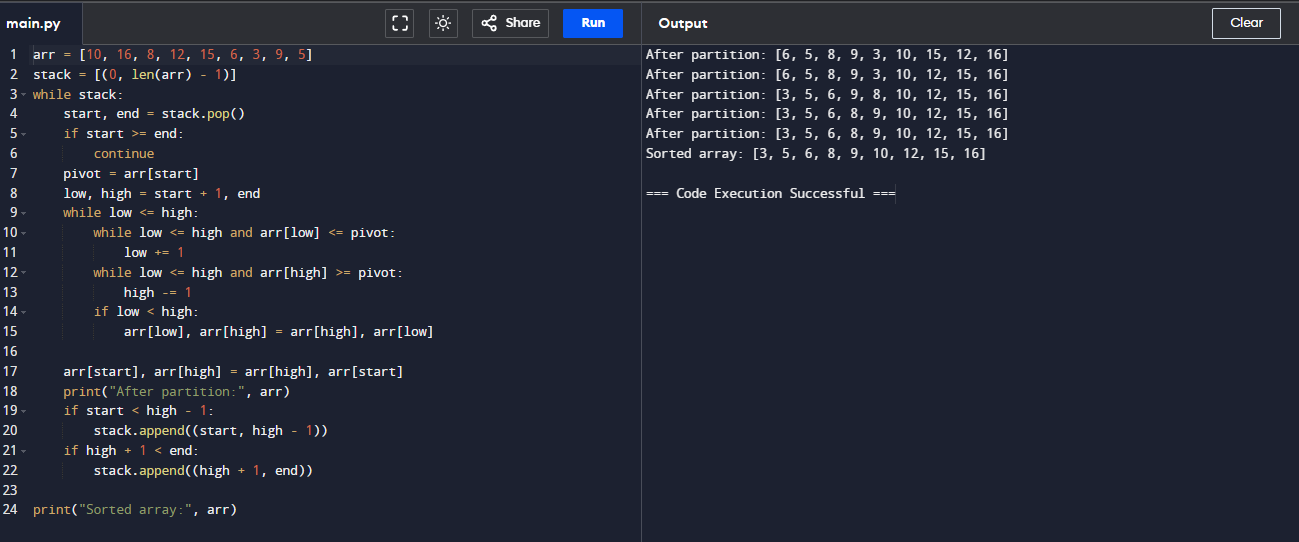 main.py
Share
Run
Output
Clear
1 arr = [10, 16, 8, 12, 15, 6, 3, 9, 5]
2 stack = [(0, len(arr) - 1)]
3 while stack:
4     start, end = stack.pop()
5     if start >= end:
6         continue
7     pivot = arr[start]
8     low, high = start + 1, end
9     while low <= high:
10         while low <= high and arr[low] <= pivot:
11             low += 1
12         while low <= high and arr[high] >= pivot:
13             high -= 1
14         if low < high:
15             arr[low], arr[high] = arr[high], arr[low]
16
17     arr[start], arr[high] = arr[high], arr[start]
18     print("After partition:", arr)
19     if start < high - 1:
20         stack.append((start, high - 1))
21     if high + 1 < end:
22         stack.append((high + 1, end))
23
24 print("Sorted array:", arr)
After partition: [6, 5, 8, 9, 3, 10, 15, 12, 16]
After partition: [6, 5, 8, 9, 3, 10, 12, 15, 16]
After partition: [3, 5, 6, 9, 8, 10, 12, 15, 16]
After partition: [3, 5, 6, 8, 9, 10, 12, 15, 16]
After partition: [3, 5, 6, 8, 9, 10, 12, 15, 16]
Sorted array: [3, 5, 6, 8, 9, 10, 12, 15, 16]
=== Code Execution Successful ===